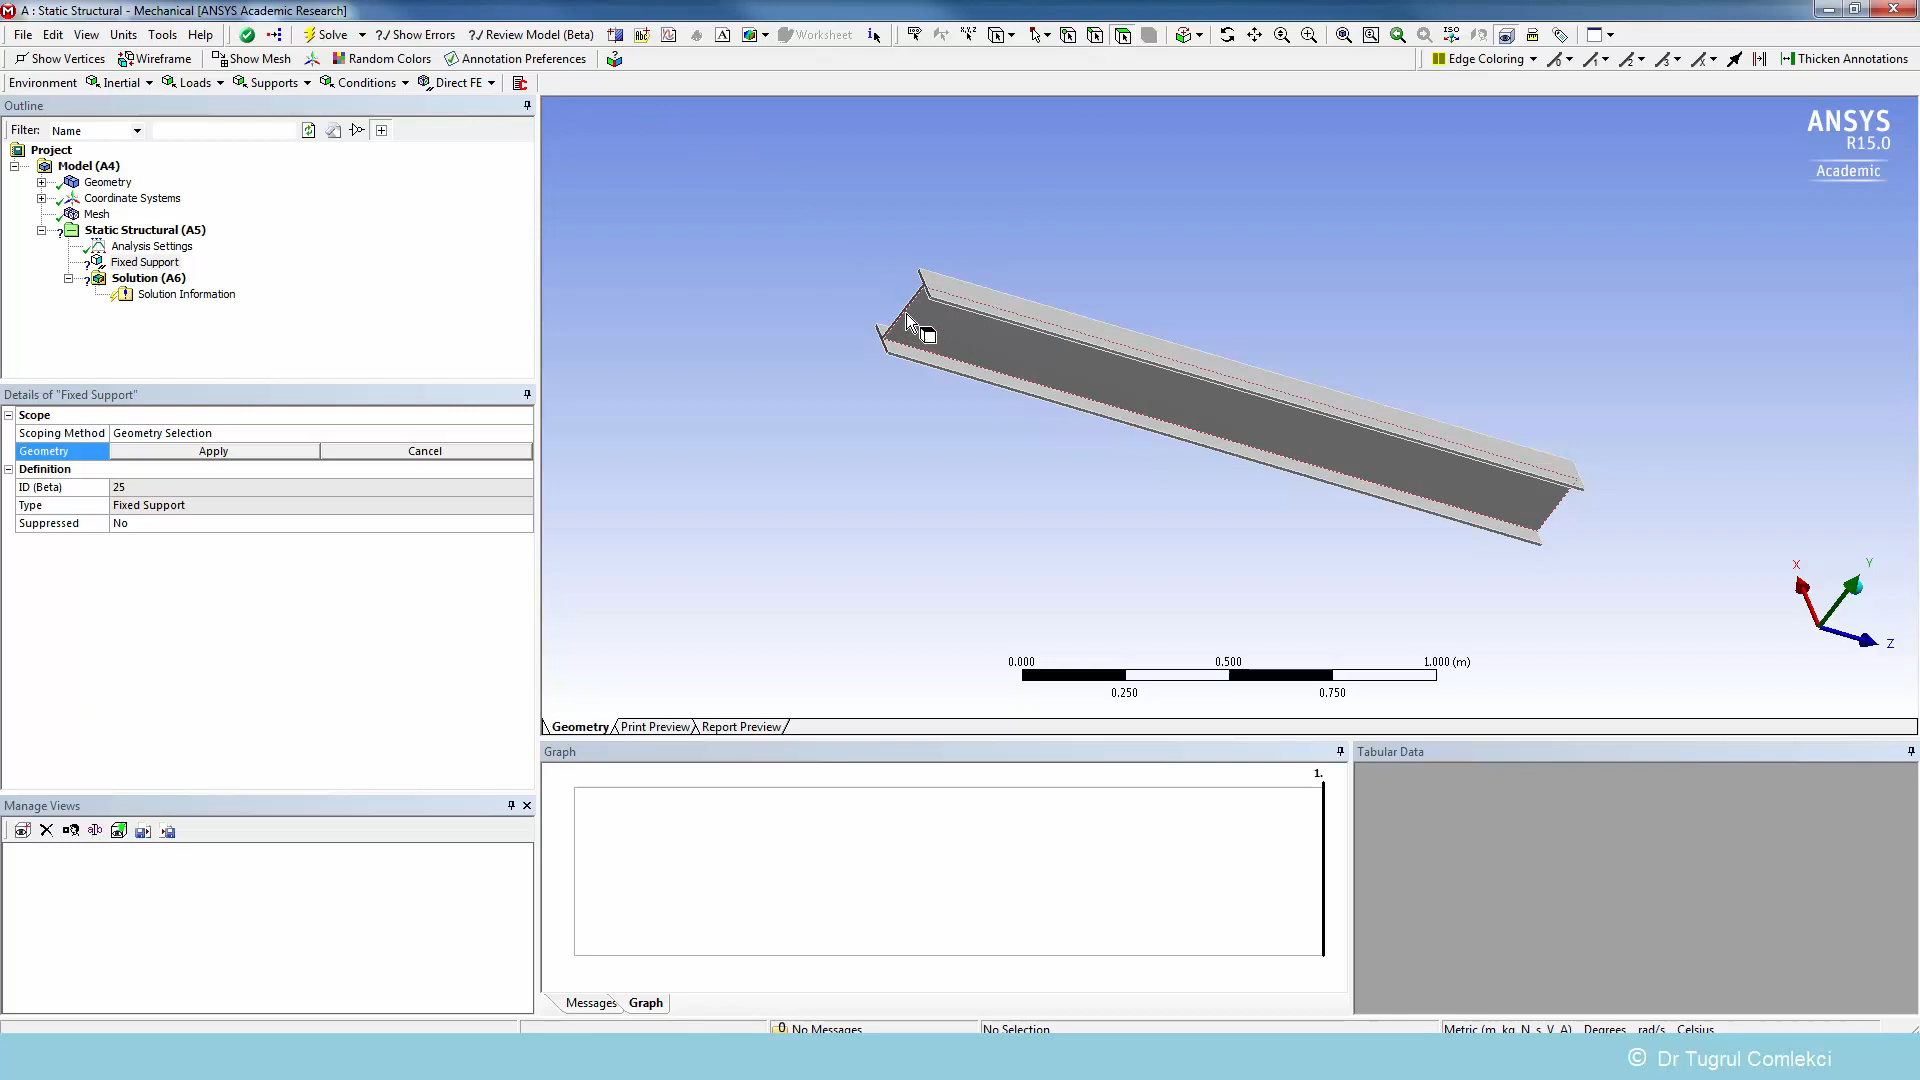 A : Static Structural - Mechanical [ANSYS Academic Research]
File Edit View Units Tools Help Solve ?/ Show Errors ?/ Review Model (Beta) Worksheet
Show Vertices Wireframe Show Mesh Random Colors Annotation Preferences Edge Coloring Thicken Annotations
Environment Inertial Loads Supports Conditions Direct FE
Outline
Filter: Name
Project
Model (A4)
Geometry
Coordinate Systems
Mesh
Static Structural (A5)
Analysis Settings
Fixed Support
Solution (A6)
Solution Information
Details of "Fixed Support"
Scope
Scoping Method Geometry Selection
Geometry Apply Cancel
Definition
ID (Beta) 25
Type Fixed Support
Suppressed No
Manage Views
ANSYS
R15.0
Academic
X
Y
Z
0.000 0.500 1.000 (m)
0.250 0.750
Geometry Print Preview Report Preview
Graph
1.
Messages Graph
Tabular Data
0 No Messages No Selection Metric (m, kg, N, s, V, A) Degrees rad/s Celsius
© Dr Tugrul Comlekci